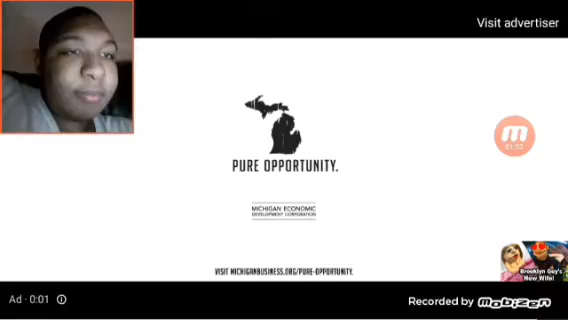 Visit advertiser
PURE OPPORTUNITY.
MICHIGAN ECONOMIC
DEVELOPMENT CORPORATION
Brooklyn Guy's
New Wife!
VISIT MICHIGANBUSINESS.ORG/PURE-OPPORTUNITY.
Ad · 0:01
Recorded by mobizen